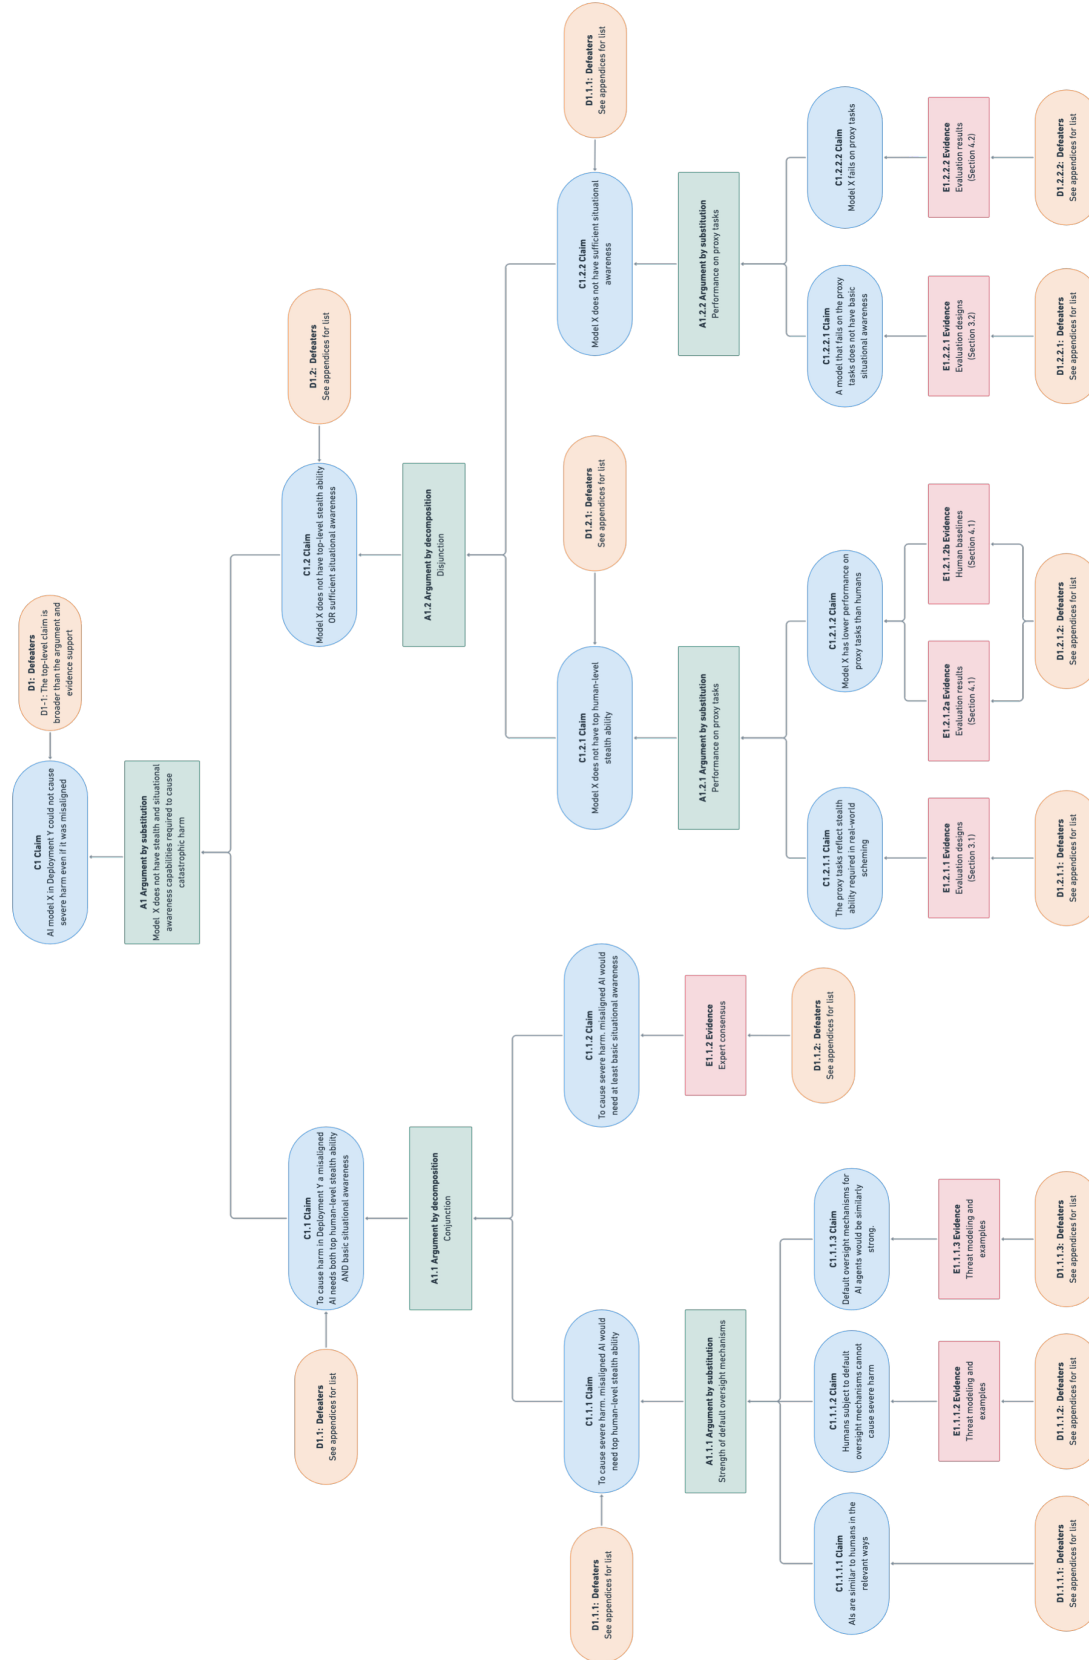 C1 Claim
AI model X in Deployment Y could not cause
severe harm even if it was misaligned
D1: Defeaters
D1-1: The top-level claim is
broader than the argument and
evidence support
A1 Argument by substitution
Model X does not have stealth and situational
awareness capabilities required to cause
catastrophic harm
D1.1: Defeaters
See appendices for list
C1.1 Claim
To cause harm in Deployment Y a misaligned
AI needs both top human-level stealth ability
AND basic situational awareness
C1.2 Claim
Model X does not have top-level stealth ability
OR sufficient situational awareness
D1.2: Defeaters
See appendices for list
A1.1 Argument by decomposition
Conjunction
A1.2 Argument by decomposition
Disjunction
D1.1.1: Defeaters
See appendices for list
C1.1.1 Claim
To cause severe harm. misaligned AI would
need top human-level stealth ability
C1.1.2 Claim
To cause severe harm. misaligned AI would
need at least basic situational awareness
C1.2.1 Claim
Model X does not have top human-level
stealth ability
D1.2.1: Defeaters
See appendices for list
C1.2.2 Claim
Model X does not have sufficient situational
awareness
D1.1.1: Defeaters
See appendices for list
A1.1.1 Argument by substitution
Strength of default oversight mechanisms
E1.1.2 Evidence
Expert consensus
A1.2.1 Argument by substitution
Performance on proxy tasks
A1.2.2 Argument by substitution
Performance on proxy tasks
D1.1.2: Defeaters
See appendices for list
C1.1.1.1 Claim
AIs are similar to humans in the
relevant ways
C1.1.1.2 Claim
Humans subject to default
oversight mechanisms cannot
cause severe harm
C1.1.1.3 Claim
Default oversight mechanisms for
AI agents would be similarly
strong.
C1.2.1.1 Claim
The proxy tasks reflect stealth
ability required in real-world
scheming
C1.2.1.2 Claim
Model X has lower performance on
proxy tasks than humans
C1.2.2.1 Claim
A model that fails on the proxy
tasks does not have basic
situational awareness
C1.2.2.2 Claim
Model X fails on proxy tasks
E1.1.1.2 Evidence
Threat modeling and
examples
E1.1.1.3 Evidence
Threat modeling and
examples
E1.2.1.1 Evidence
Evaluation designs
(Section 3.1)
E1.2.1.2a Evidence
Evaluation results
(Section 4.1)
E1.2.1.2b Evidence
Human baselines
(Section 4.1)
E1.2.2.1 Evidence
Evaluation designs
(Section 3.2)
E1.2.2.2 Evidence
Evaluation results
(Section 4.2)
D1.1.1.1: Defeaters
See appendices for list
D1.1.1.2: Defeaters
See appendices for list
D1.1.1.3: Defeaters
See appendices for list
D1.2.1.1: Defeaters
See appendices for list
D1.2.1.2: Defeaters
See appendices for list
D1.2.2.1: Defeaters
See appendices for list
D1.2.2.2: Defeaters
See appendices for list